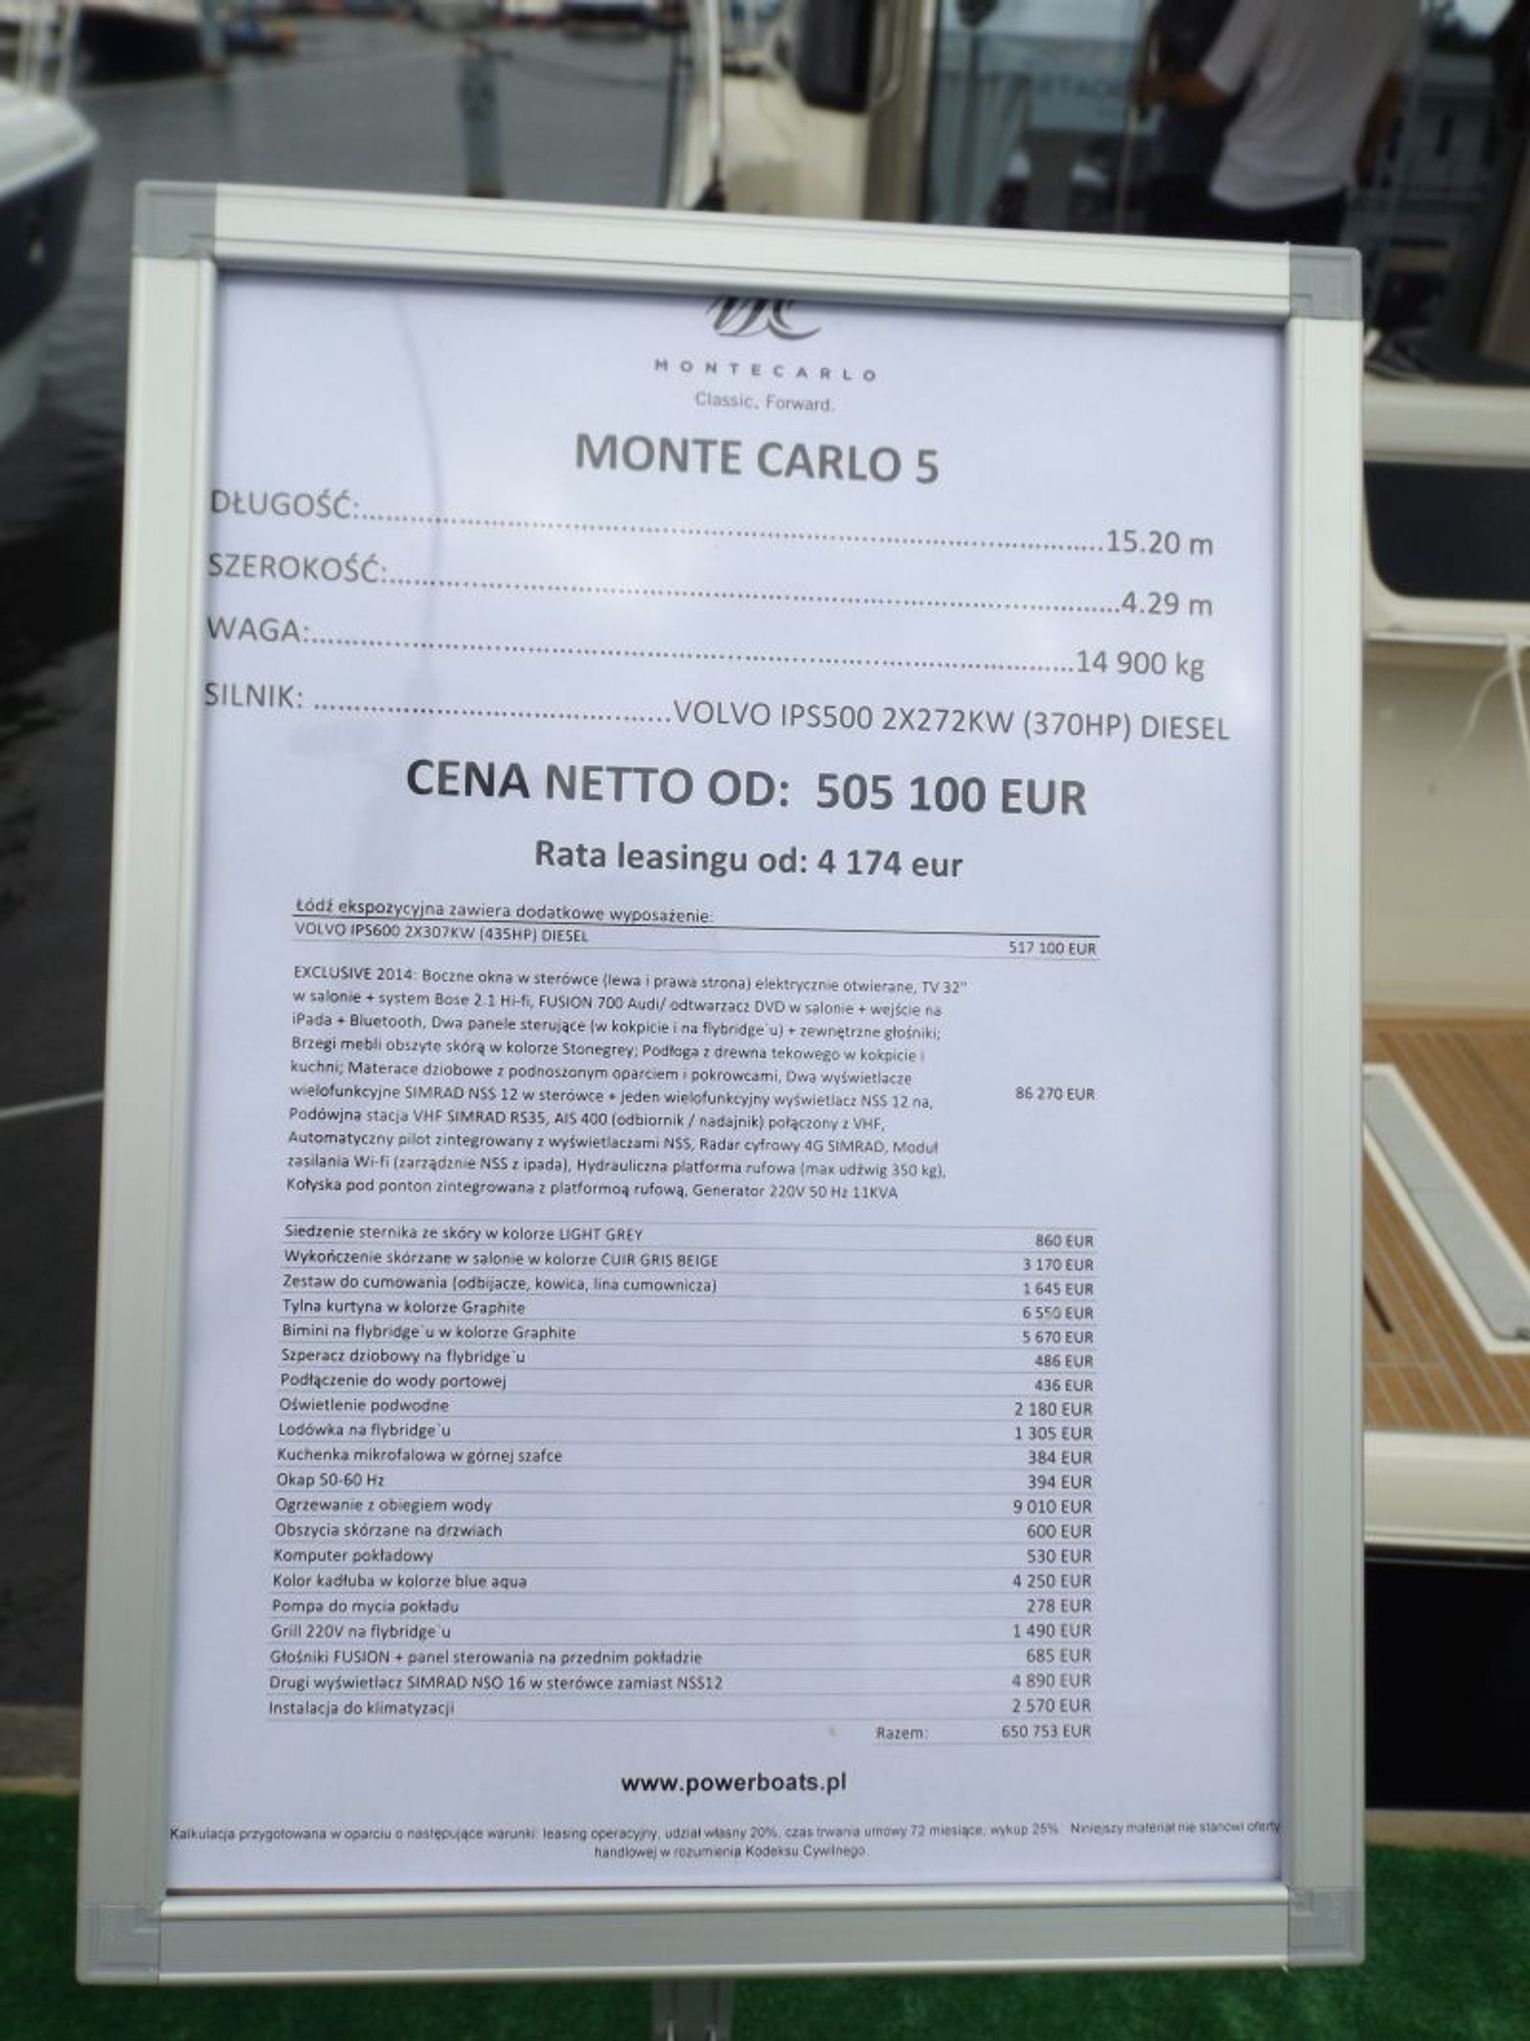 MC
MONTECARLO
Classic. Forward.
MONTE CARLO 5
DŁUGOŚĆ:...............15.20 m
SZEROKOŚĆ:...............4.29 m
WAGA:...............14 900 kg
SILNIK: ...............VOLVO IPS500 2X272KW (370HP) DIESEL
CENA NETTO OD: 505 100 EUR
Rata leasingu od: 4 174 eur
Łódź ekspozycyjna zawiera dodatkowe wyposażenie:
VOLVO IPS600 2X307KW (435HP) DIESEL 517 100 EUR
EXCLUSIVE 2014: Boczne okna w sterówce (lewa i prawa strona) elektrycznie otwierane, TV 32"
w salonie + system Bose 2.1 Hi-fi, FUSION 700 Audi/ odtwarzacz DVD w salonie + wejście na
iPada + Bluetooth, Dwa panele sterujące (w kokpicie i na flybridge`u) + zewnętrzne głośniki;
Brzegi mebli obszyte skórą w kolorze Stonegrey; Podłoga z drewna tekowego w kokpicie i
kuchni; Materace dziobowe z podnoszonym oparciem i pokrowcami, Dwa wyświetlacze
wielofunkcyjne SIMRAD NSS 12 w sterówce + jeden wielofunkcyjny wyświetlacz NSS 12 na, 86 270 EUR
Podówjna stacja VHF SIMRAD RS35, AIS 400 (odbiornik / nadajnik) połączony z VHF,
Automatyczny pilot zintegrowany z wyświetlaczami NSS, Radar cyfrowy 4G SIMRAD, Moduł
zasilania Wi-fi (zarządznie NSS z ipada), Hydrauliczna platforma rufowa (max udźwig 350 kg),
Kołyska pod ponton zintegrowana z platformoą rufową, Generator 220V 50 Hz 11KVA
Siedzenie sternika ze skóry w kolorze LIGHT GREY 860 EUR
Wykończenie skórzane w salonie w kolorze CUIR GRIS BEIGE 3 170 EUR
Zestaw do cumowania (odbijacze, kowica, lina cumownicza) 1 645 EUR
Tylna kurtyna w kolorze Graphite 6 550 EUR
Bimini na flybridge`u w kolorze Graphite 5 670 EUR
Szperacz dziobowy na flybridge`u 486 EUR
Podłączenie do wody portowej 436 EUR
Oświetlenie podwodne 2 180 EUR
Lodówka na flybridge`u 1 305 EUR
Kuchenka mikrofalowa w górnej szafce 384 EUR
Okap 50-60 Hz 394 EUR
Ogrzewanie z obiegiem wody 9 010 EUR
Obszycia skórzane na drzwiach 600 EUR
Komputer pokładowy 530 EUR
Kolor kadłuba w kolorze blue aqua 4 250 EUR
Pompa do mycia pokładu 278 EUR
Grill 220V na flybridge`u 1 490 EUR
Głośniki FUSION + panel sterowania na przednim pokładzie 685 EUR
Drugi wyświetlacz SIMRAD NSO 16 w sterówce zamiast NSS12 4 890 EUR
Instalacja do klimatyzacji 2 570 EUR
Razem: 650 753 EUR
www.powerboats.pl
Kalkulacja przygotowana w oparciu o następujące warunki: leasing operacyjny, udział własny 20%, czas trwania umowy 72 miesiące, wykup 25%. Niniejszy materiał nie stanowi oferty
handlowej w rozumienia Kodeksu Cywilnego.